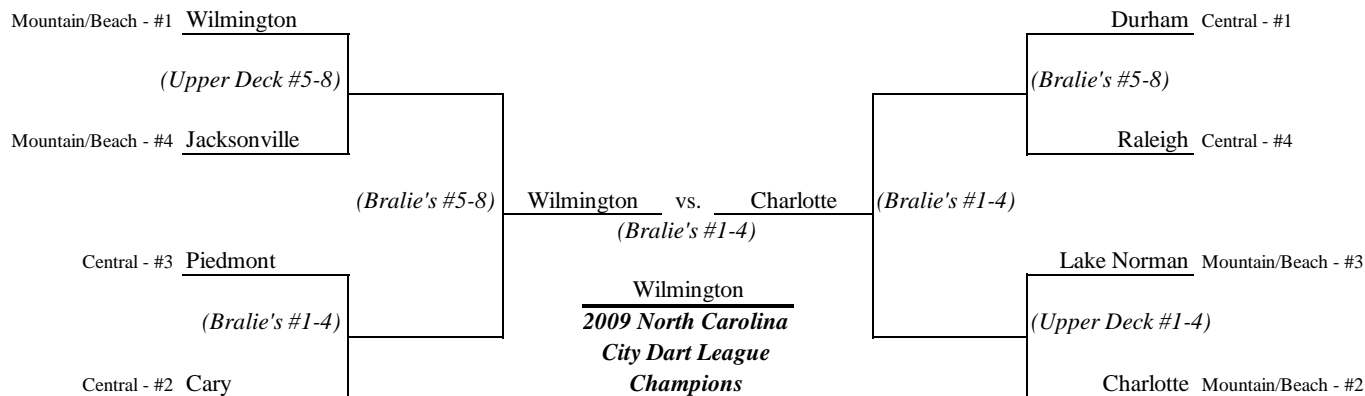 Mountain/Beach - #1 Wilmington
Durham Central - #1
(Upper Deck #5-8)
(Bralie's #5-8)
Mountain/Beach - #4 Jacksonville
Raleigh Central - #4
(Bralie's #5-8) Wilmington vs. Charlotte (Bralie's #1-4)
(Bralie's #1-4)
Central - #3 Piedmont
Lake Norman Mountain/Beach - #3
Wilmington
(Bralie's #1-4)
2009 North Carolina
(Upper Deck #1-4)
City Dart League
Central - #2 Cary
Champions
Charlotte Mountain/Beach - #2